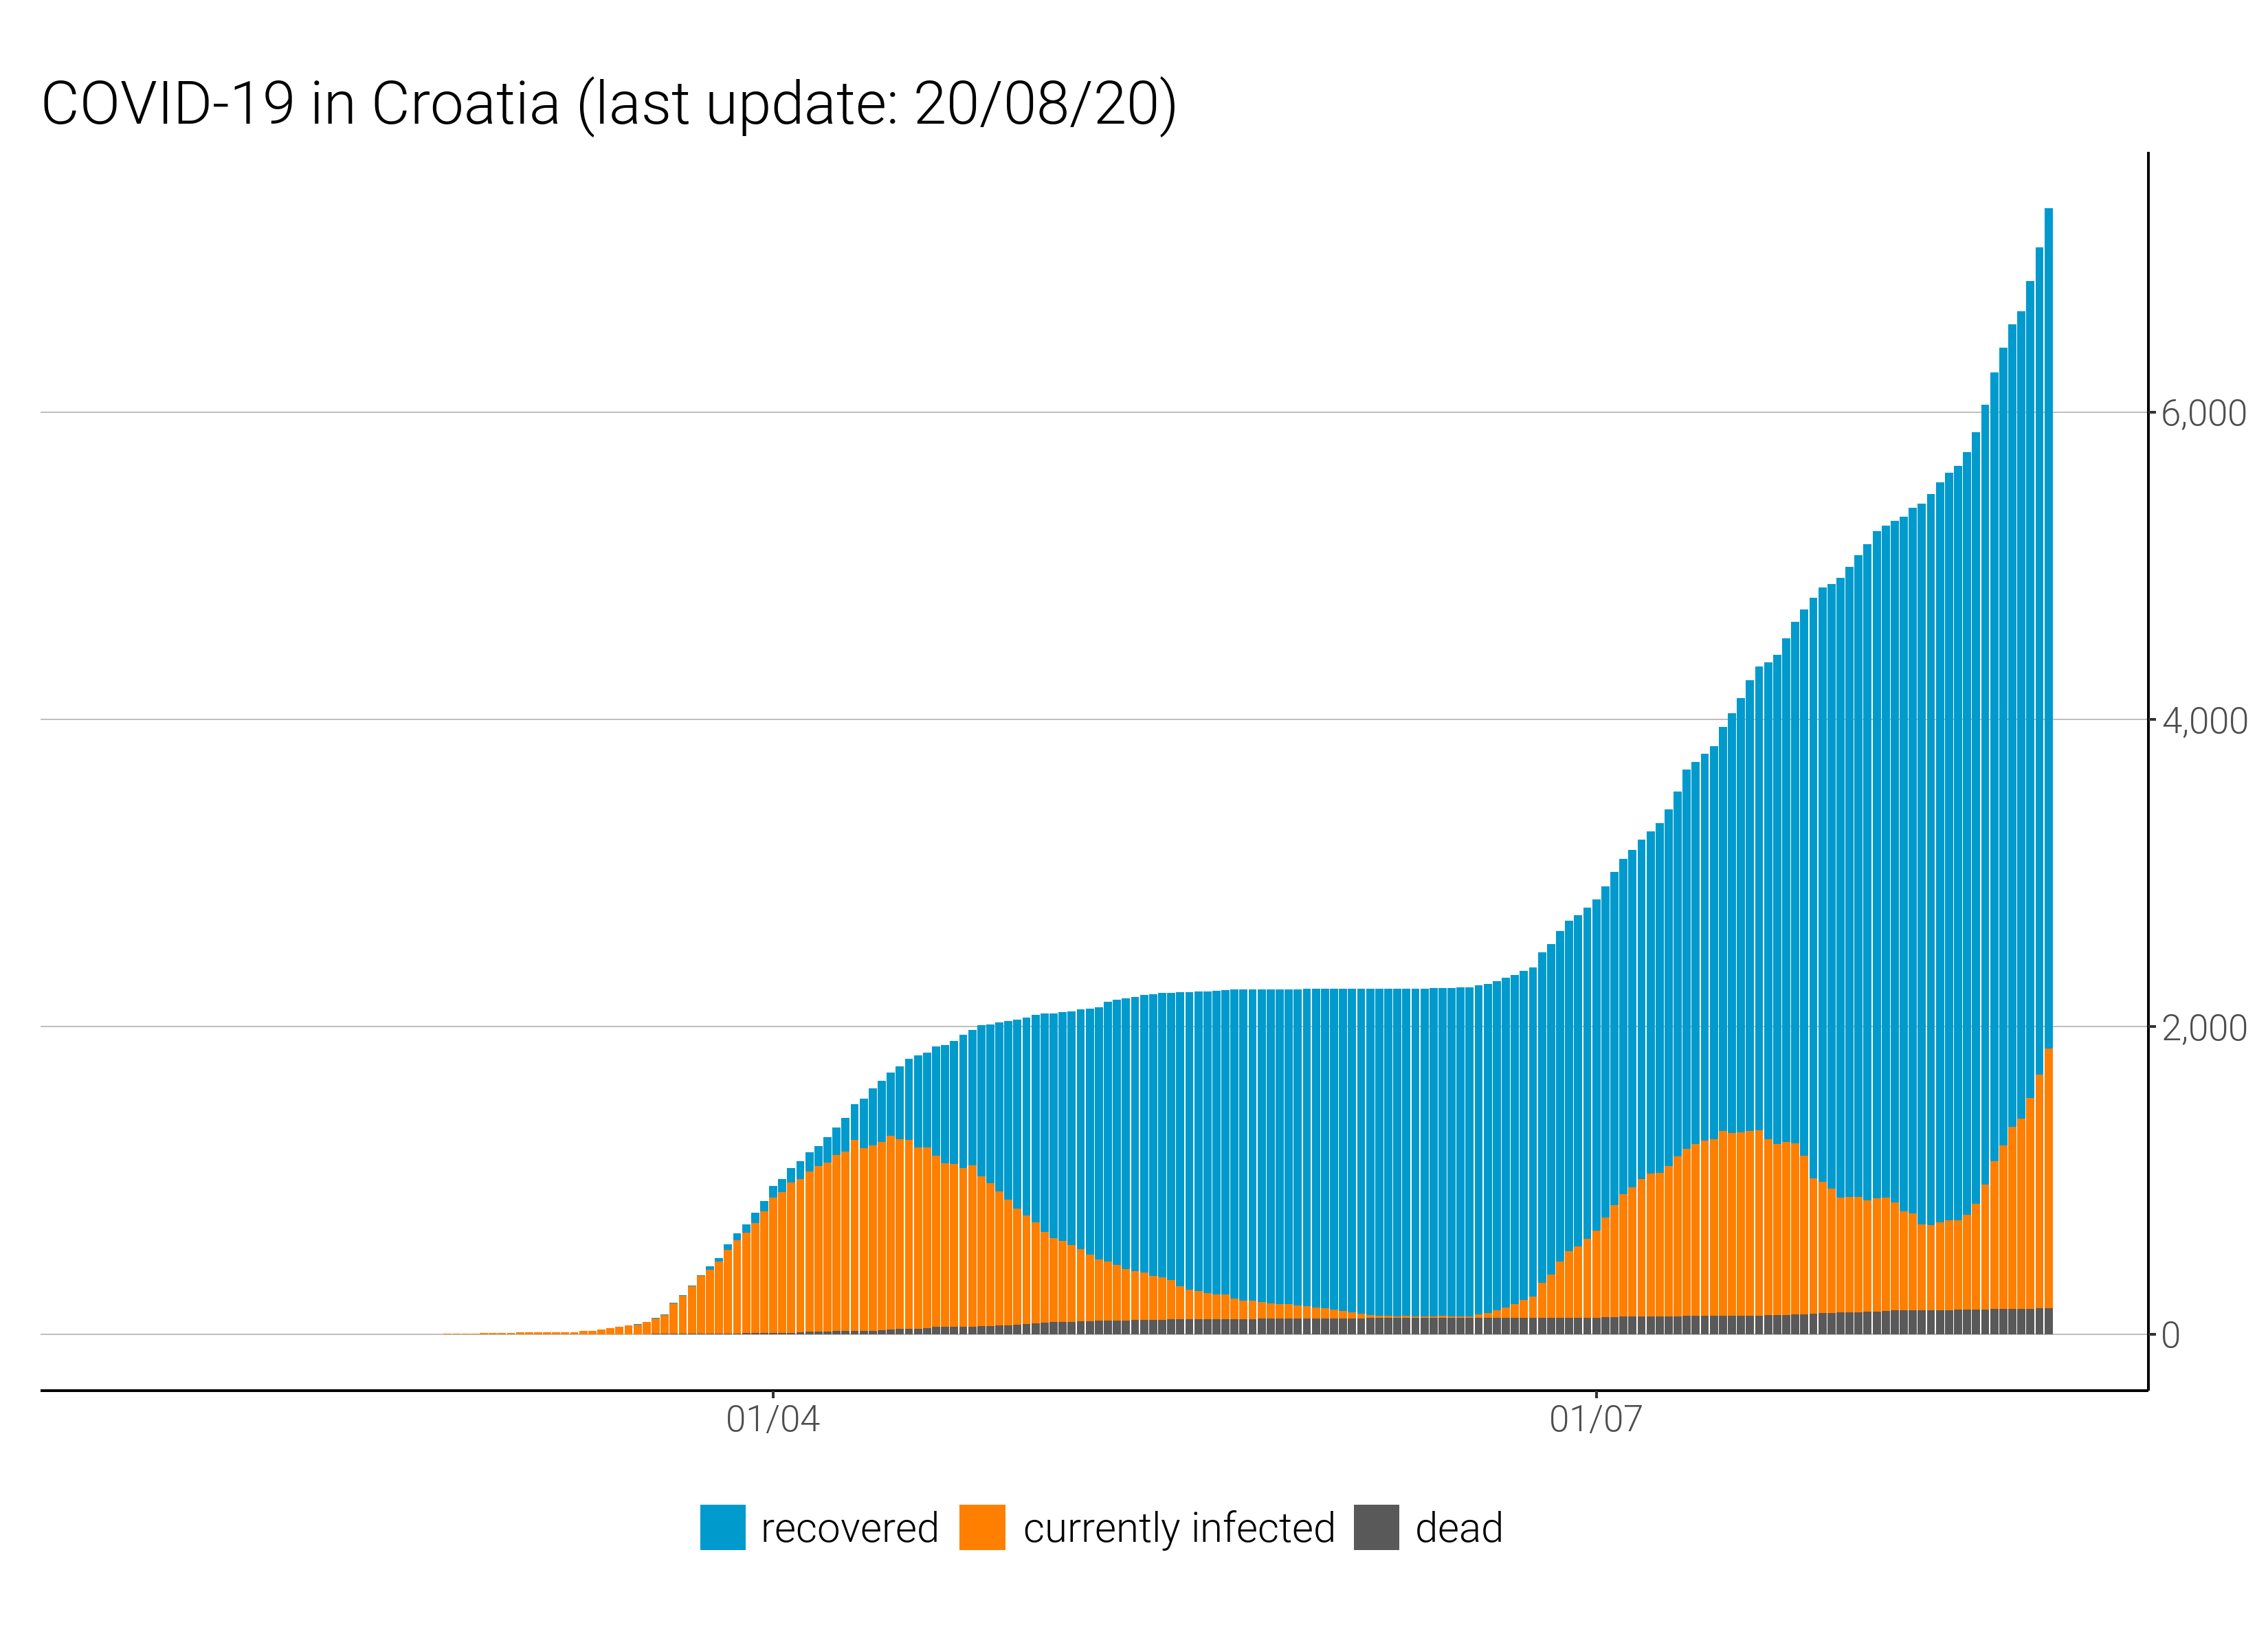 COVID-19 in Croatia (last update: 20/08/20)
6,000
4,000
2,000
0
01/04 01/07
recovered currently infected dead